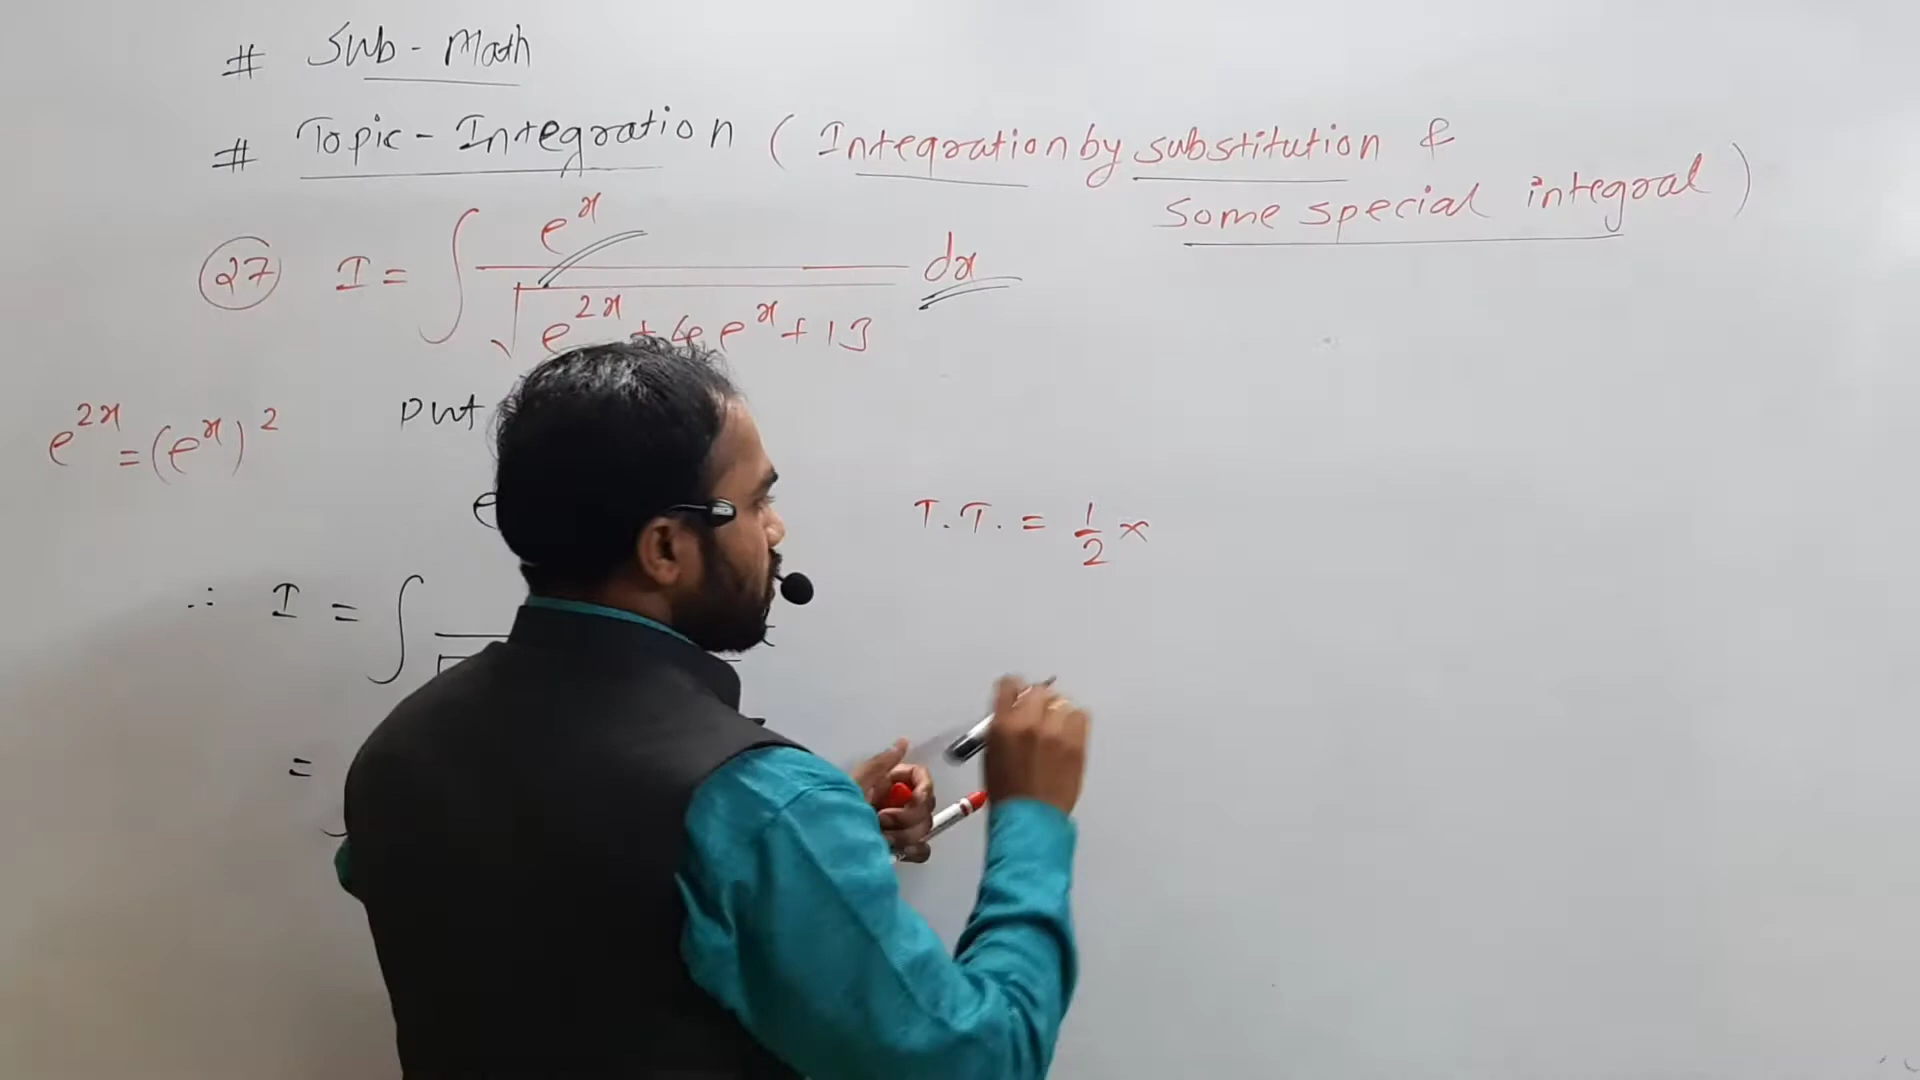 # Sub - Math
# Topic - Integration ( Integration by substitution &
Some special integral )
(27) I = ∫ e^x / √(e^2x + 4e^x + 13) dx
e^2x = (e^x)^2
put
e
T.T. = 1/2 ×
∴ I = ∫
=